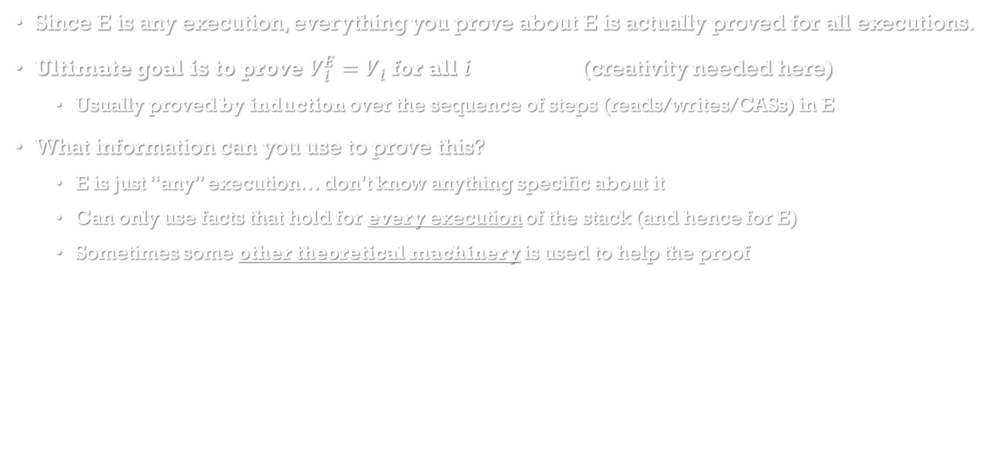 • Since E is any execution, everything you prove about E is actually proved for all executions.
• Ultimate goal is to prove $V_i^E = V_i$ for all $i$ (creativity needed here)
• Usually proved by induction over the sequence of steps (reads/writes/CASs) in E
• What information can you use to prove this?
• E is just “any” execution… don’t know anything specific about it
• Can only use facts that hold for every execution of the stack (and hence for E)
• Sometimes some other theoretical machinery is used to help the proof